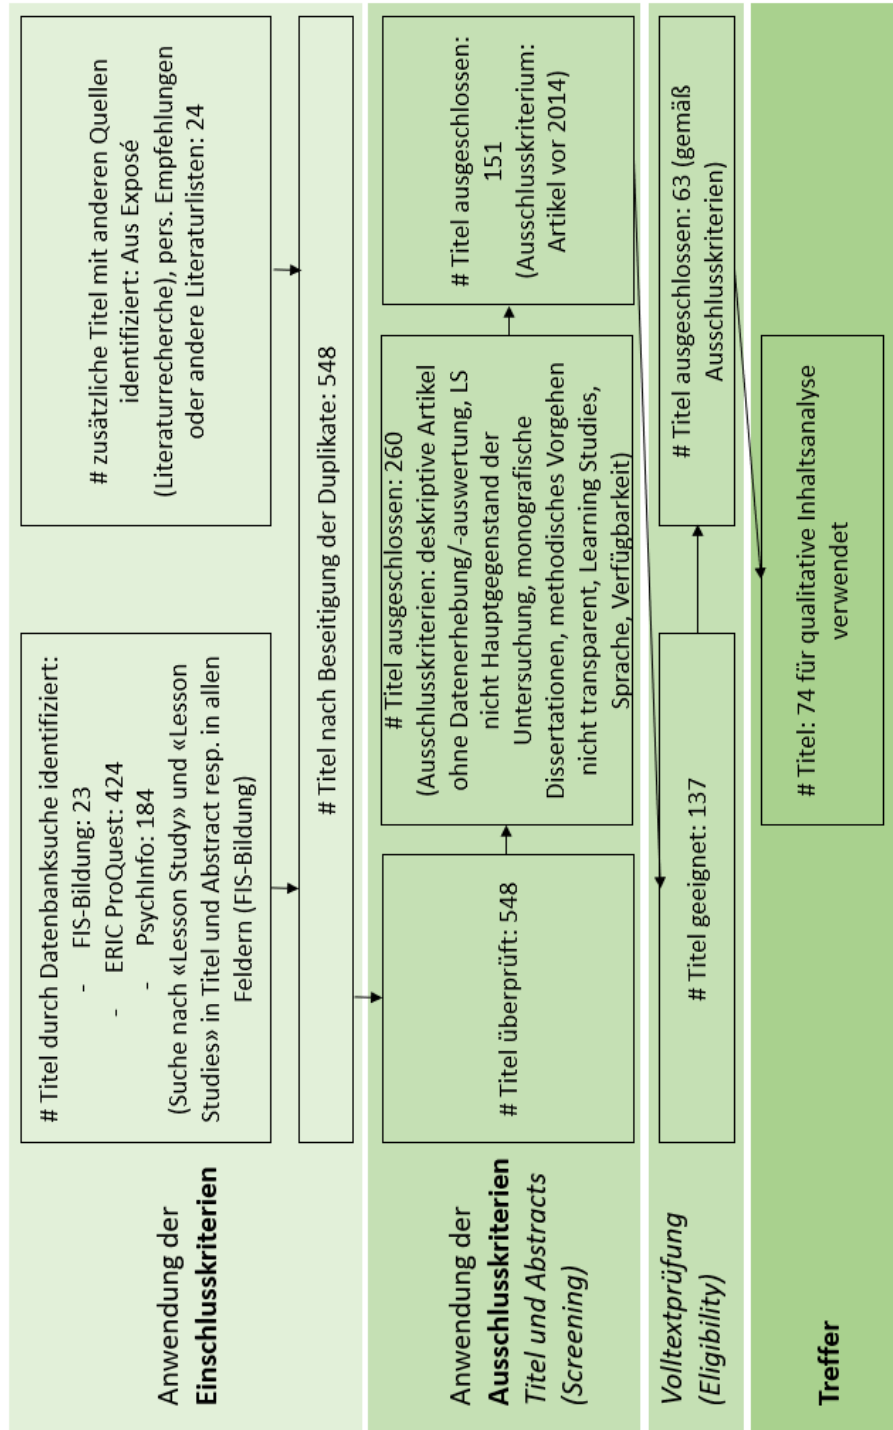 Anwendung der
Einschlusskriterien
# Titel durch Datenbanksuche identifiziert:
- FIS-Bildung: 23
- ERIC ProQuest: 424
- PsychInfo: 184
(Suche nach «Lesson Study» und «Lesson
Studies» in Titel und Abstract resp. in allen
Feldern (FIS-Bildung)
# zusätzliche Titel mit anderen Quellen
identifiziert: Aus Exposé
(Literaturrecherche), pers. Empfehlungen
oder andere Literaturlisten: 24
# Titel nach Beseitigung der Duplikate: 548
Anwendung der
Ausschlusskriterien
Titel und Abstracts
(Screening)
# Titel überprüft: 548
# Titel ausgeschlossen: 260
(Ausschlusskriterien: deskriptive Artikel
ohne Datenerhebung/-auswertung, LS
nicht Hauptgegenstand der
Untersuchung, monografische
Dissertationen, methodisches Vorgehen
nicht transparent, Learning Studies,
Sprache, Verfügbarkeit)
# Titel ausgeschlossen:
151
(Ausschlusskriterium:
Artikel vor 2014)
Volltextprüfung
(Eligibility)
# Titel geeignet: 137
# Titel ausgeschlossen: 63 (gemäß
Ausschlusskriterien)
Treffer
# Titel: 74 für qualitative Inhaltsanalyse
verwendet